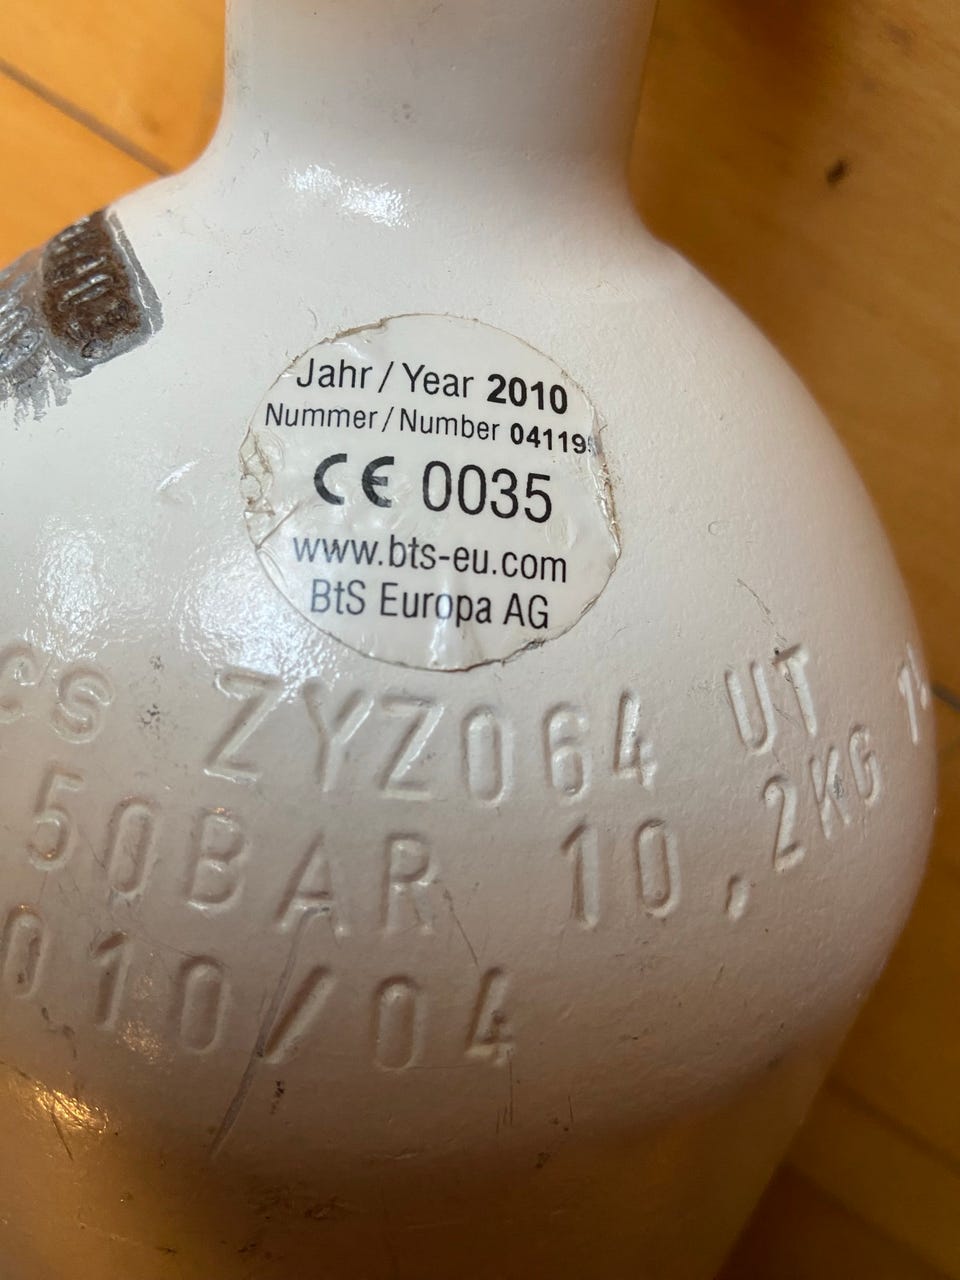 Jahr / Year 2010
Nummer / Number 04119
CE 0035
www.bts-eu.com
BtS Europa AG
CS ZYZ064 UT
50BAR 10,2KG
010/04